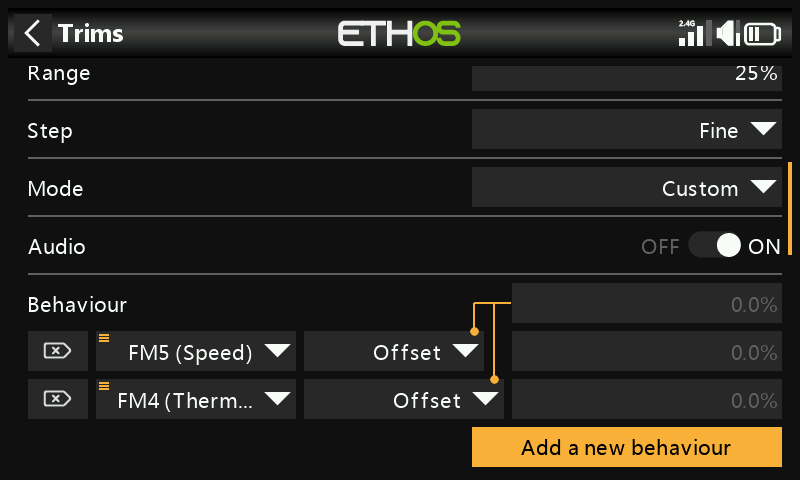 Trims
ETHOS
2.4G
Range 25%
Step Fine
Mode Custom
Audio OFF ON
Behaviour 0.0%
FM5 (Speed) Offset 0.0%
FM4 (Therm... Offset 0.0%
Add a new behaviour